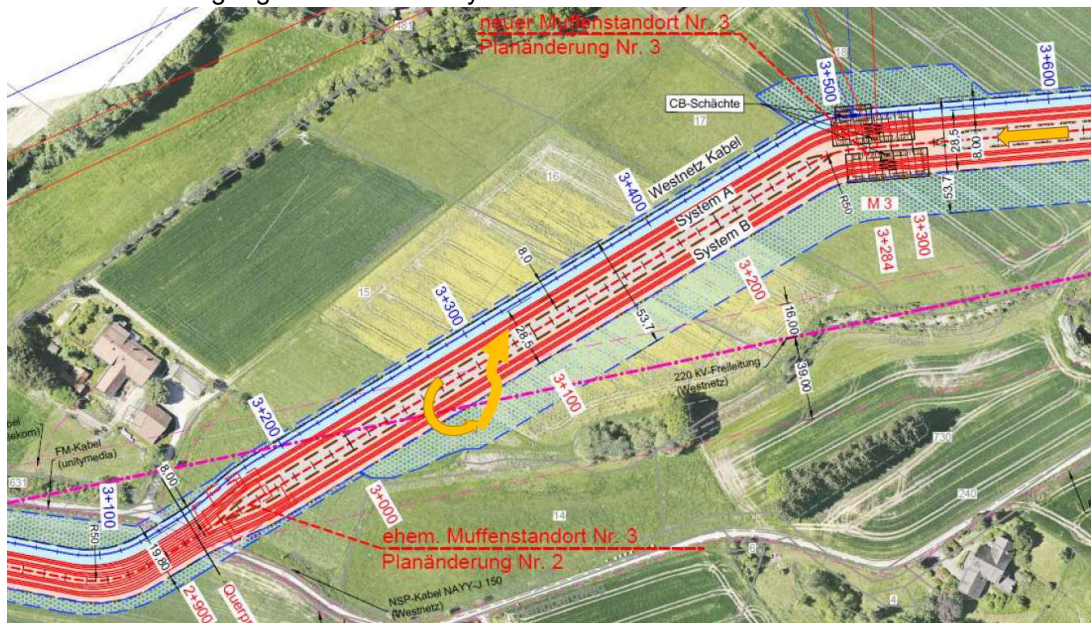 neuer Muffenstandort Nr. 3
Planänderung Nr. 3
481
18
3+500
3+600
CB-Schächte
17
28.5
8.00
53.7
Westnetz Kabel
3+400
System A
System B
R50
M 3
3+300
3+284
16
8.0
15
3+300
53.7
3+200
28.5
16.00
39.00
220 kV-Freileitung
(Westnetz)
3+100
3+200
FM-Kabel
(unitymedia)
631
8.00
3+100
3+000
R50
19.80
2+900
730
240
14
ehem. Muffenstandort Nr. 3
Planänderung Nr. 2
NSP-Kabel NAYY-J 150
(Westnetz)
4